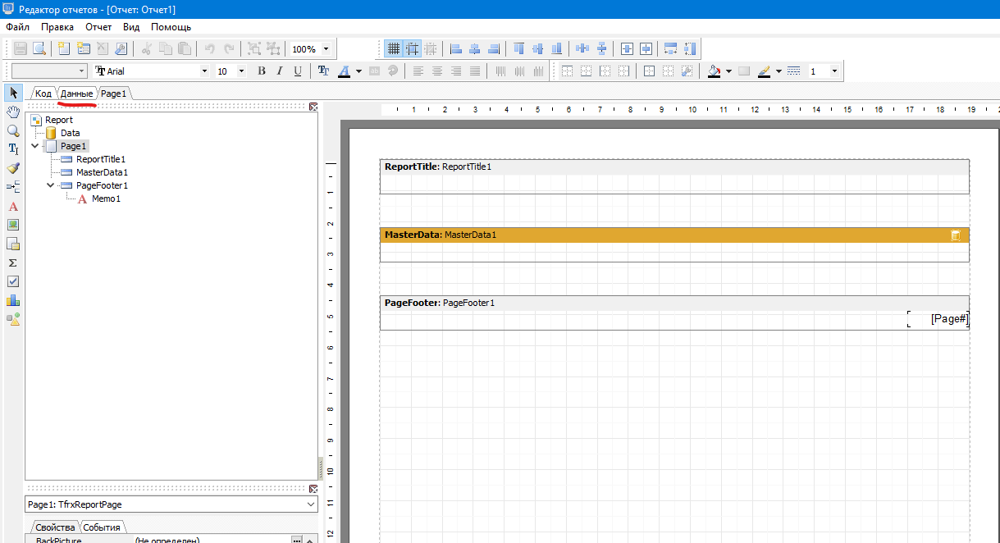 Редактор отчетов - [Отчет: Отчет1]
Файл Правка Отчет Вид Помощь
100%
Arial 10 B I U 1
Код Данные Page1
1 2 3 4 5 6 7 8 9 10 11 12 13 14 15 16 17 18 19
Report
Data
Page1
ReportTitle1
MasterData1
PageFooter1
Memo1
ReportTitle: ReportTitle1
MasterData: MasterData1
PageFooter: PageFooter1
[Page#]
1
2
3
4
5
6
7
8
9
10
11
12
Page1: TfrxReportPage
Свойства События
BackPicture (Не определен)